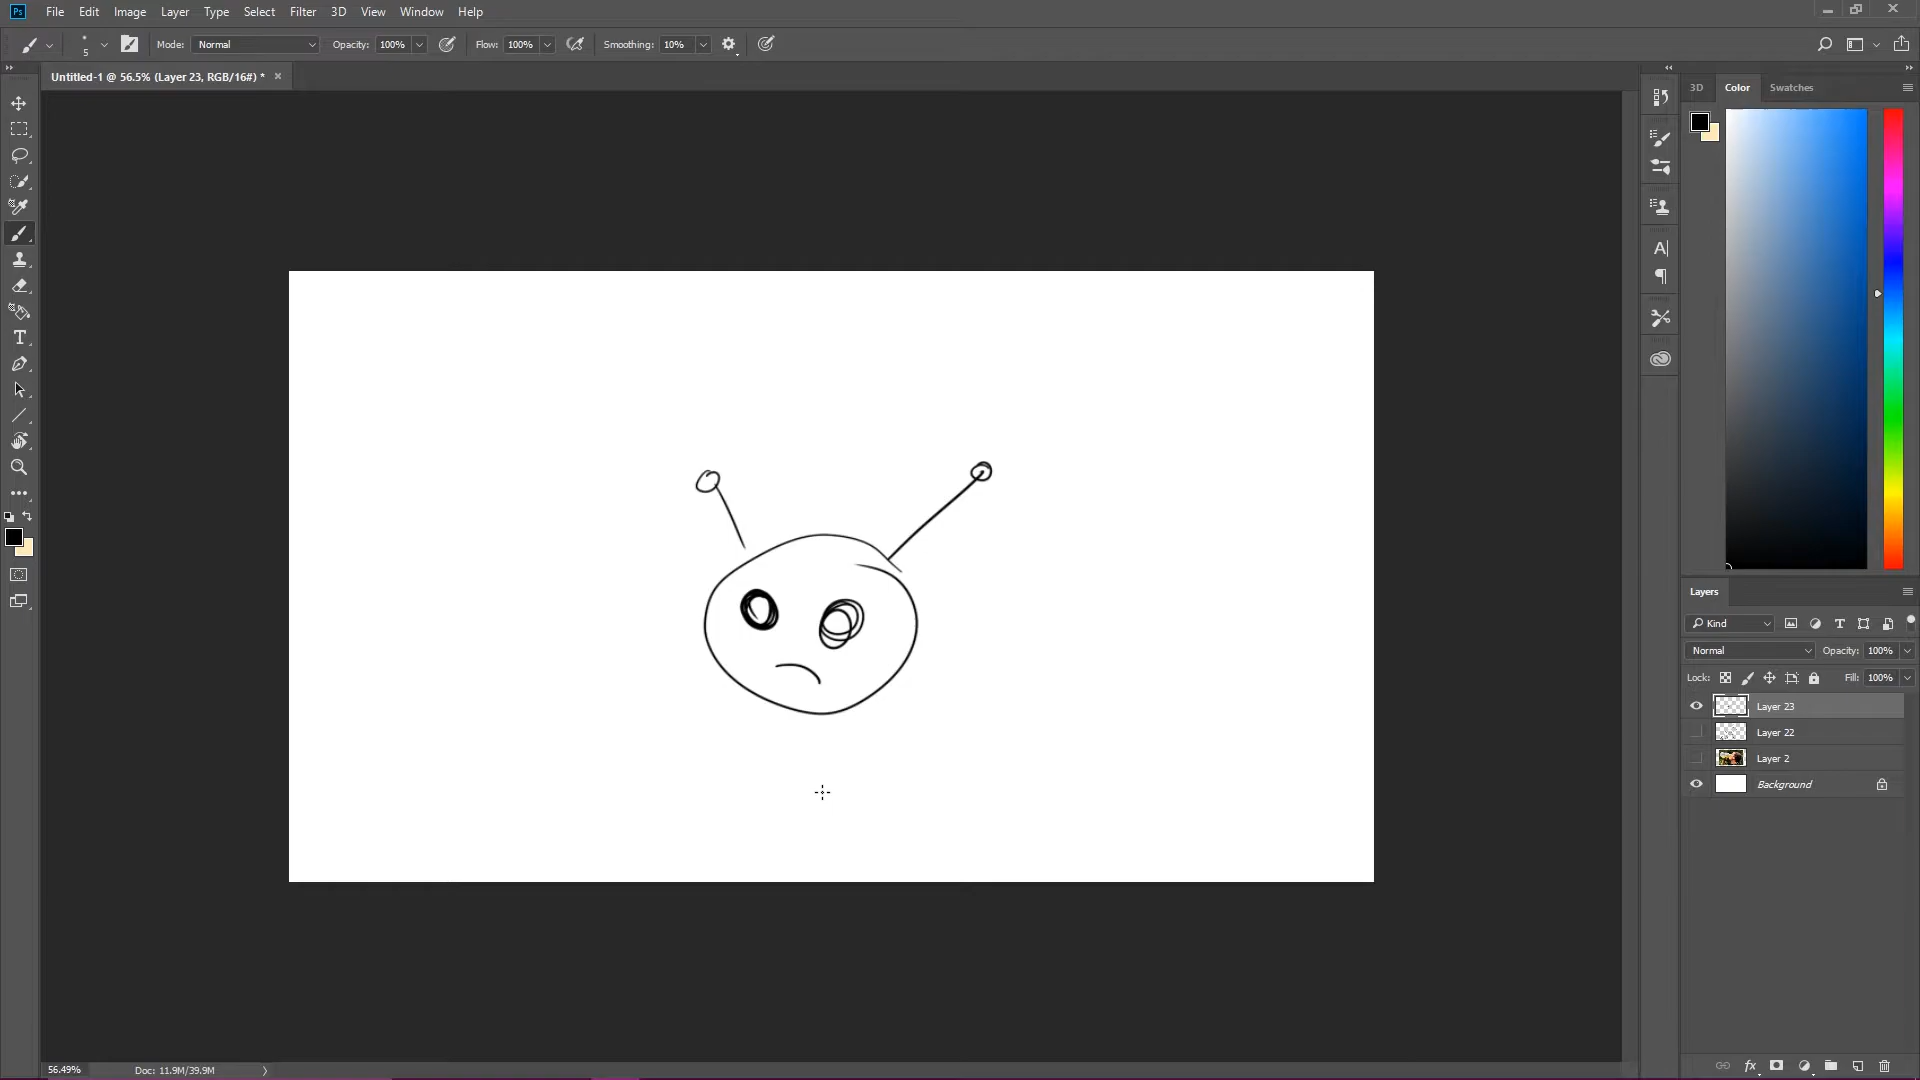 Ps File Edit Image Layer Type Select Filter 3D View Window Help
5 Mode: Normal Opacity: 100% Flow: 100% Smoothing: 10%
Untitled-1 @ 56.5% (Layer 23, RGB/16#) * ×
3D Color Swatches
Layers
Kind
Normal Opacity: 100%
Lock: Fill: 100%
Layer 23
Layer 22
Layer 2
Background
56.49% Doc: 11.9M/39.9M